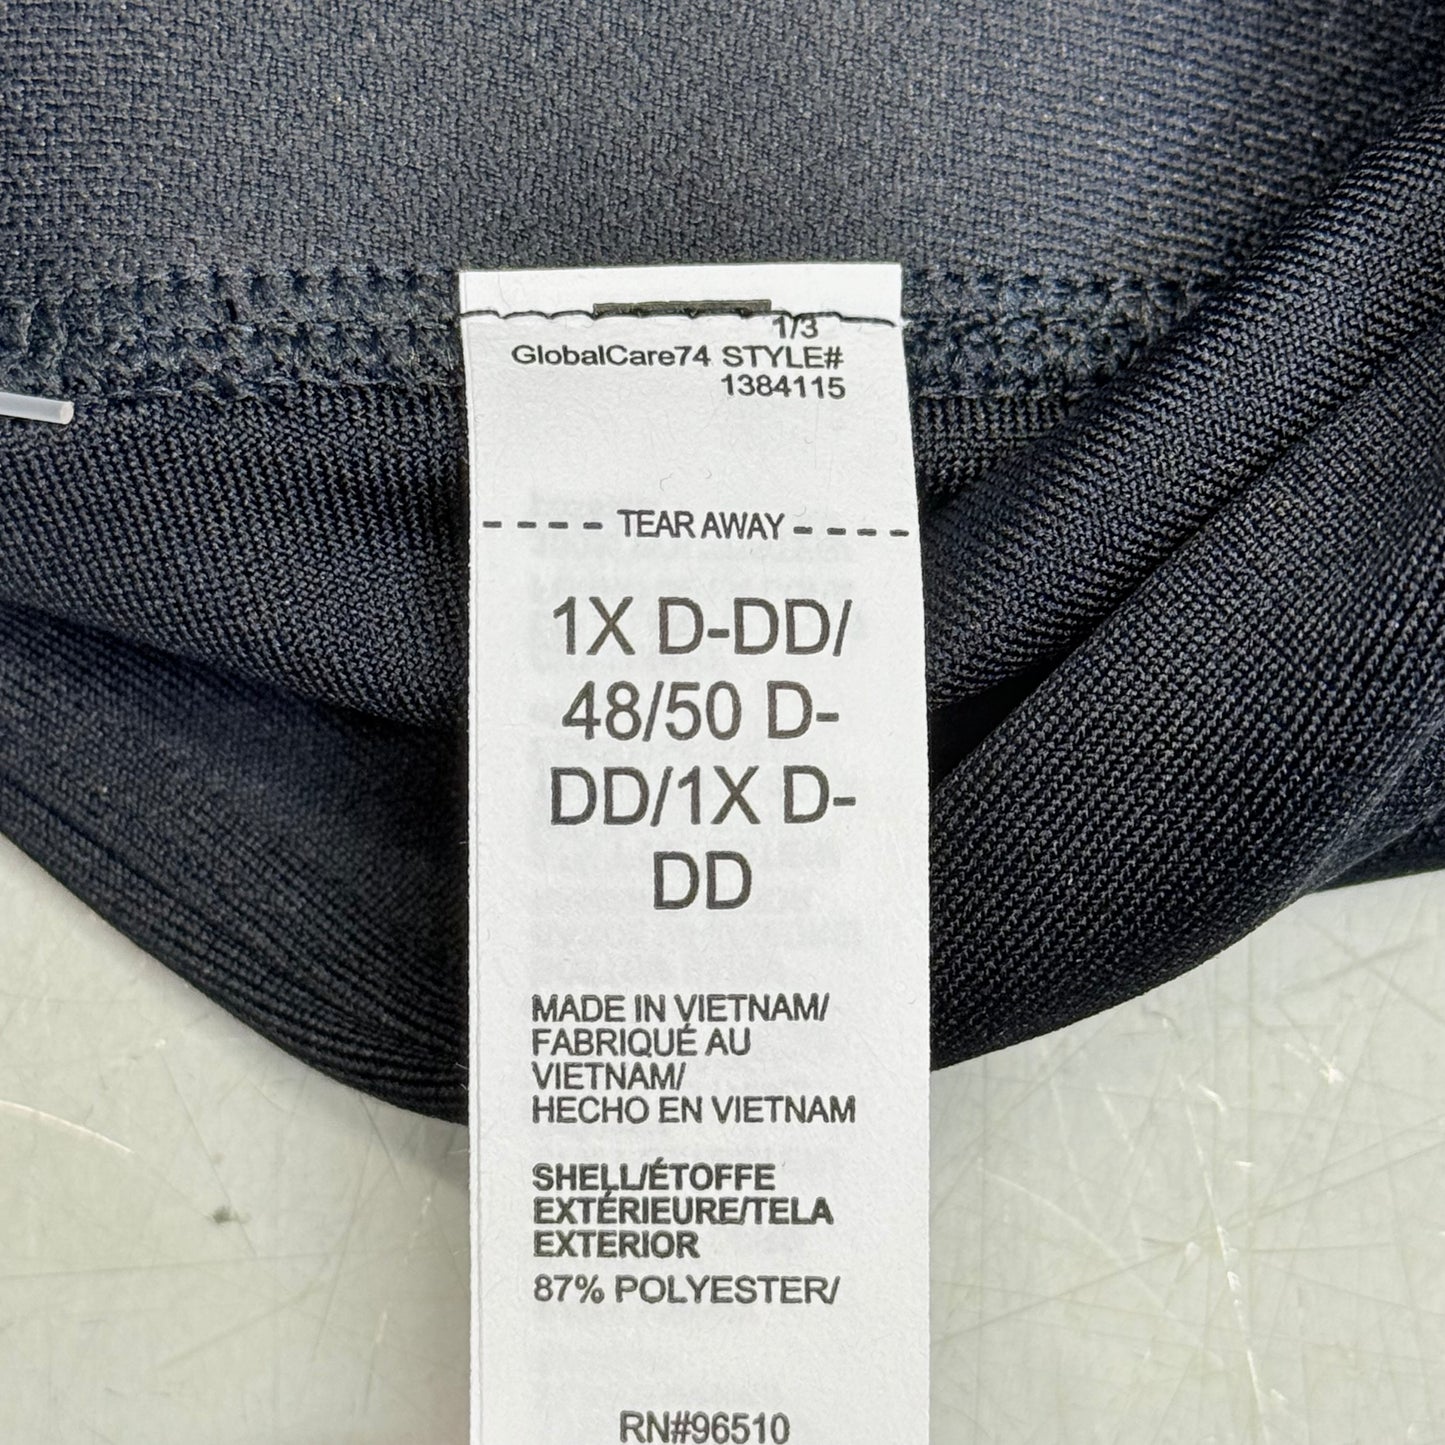 1/3
GlobalCare74 STYLE#
1384115
---- TEAR AWAY ----
1X D-DD/
48/50 D-
DD/1X D-
DD
MADE IN VIETNAM/
FABRIQUÉ AU
VIETNAM/
HECHO EN VIETNAM
SHELL/ÉTOFFE
EXTÉRIEURE/TELA
EXTERIOR
87% POLYESTER/
RN#96510